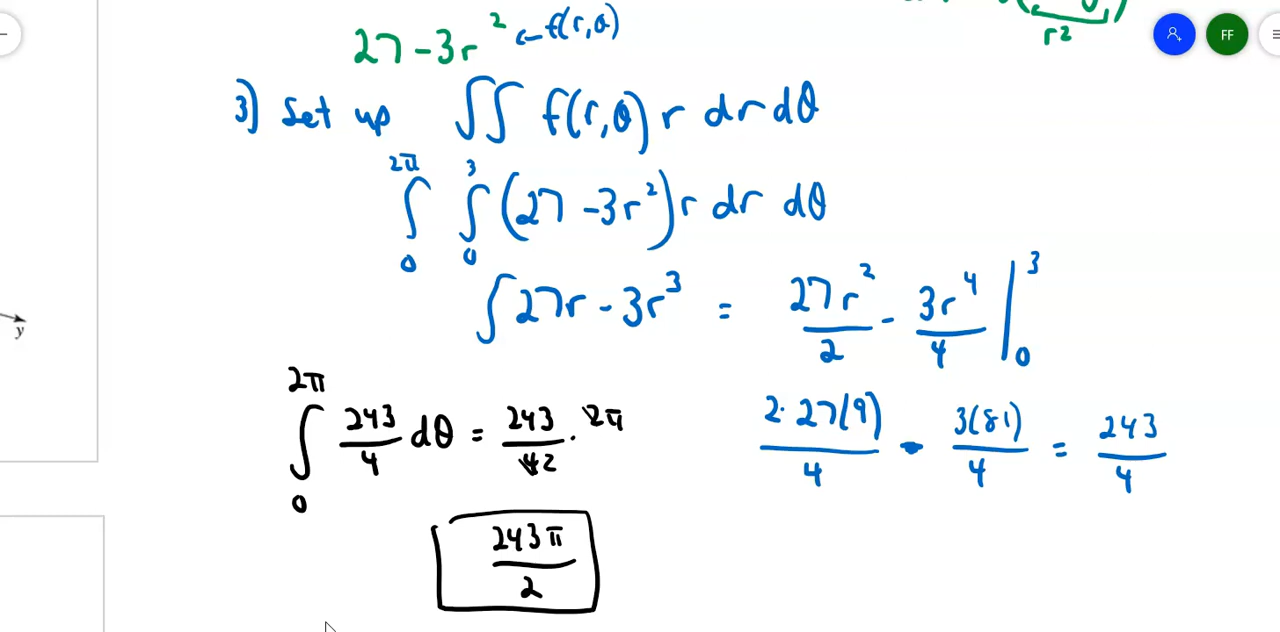 r²
27 - 3r² ← f(r,θ)
FF
3) Set up ∫∫ f(r,θ) r dr dθ
∫₀^2π ∫₀^3 (27 - 3r²) r dr dθ
∫ 27r - 3r³ = 27r²/2 - 3r⁴/4 |₀^3
y
2·27(9)/4 - 3(81)/4 = 243/4
∫₀^2π 243/4 dθ = 243/42 · 2π
243π/2